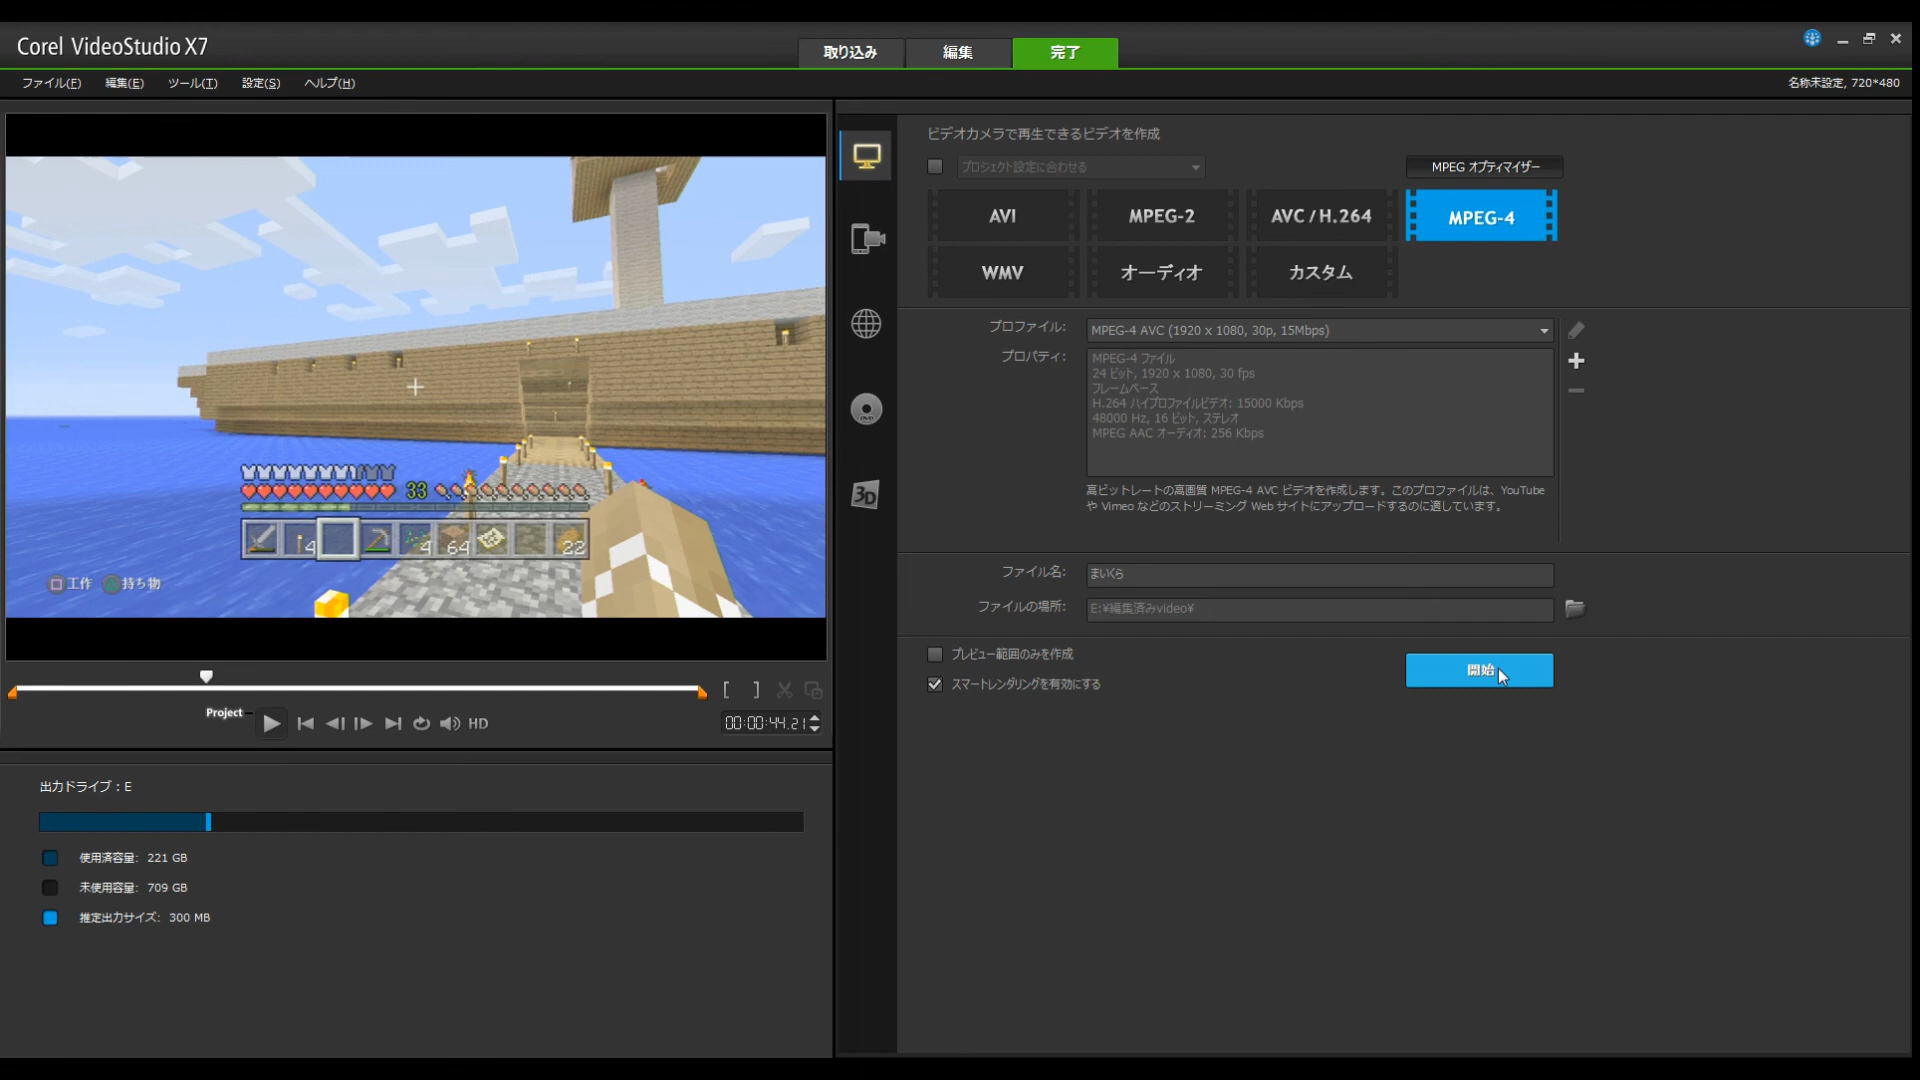 Corel VideoStudio X7
取り込み
編集
完了
ファイル(F) 編集(E) ツール(T) 設定(S) ヘルプ(H)
名称未設定, 720*480
33
4
4
64
22
工作 持ち物
Project
HD
00:00:44.21
出力ドライブ : E
使用済容量: 221 GB
未使用容量: 709 GB
推定出力サイズ: 300 MB
DVD
3D
ビデオカメラで再生できるビデオを作成
プロジェクト設定に合わせる
MPEG オプティマイザー
AVI
MPEG-2
AVC / H.264
MPEG-4
WMV
オーディオ
カスタム
プロファイル:
MPEG-4 AVC (1920 x 1080, 30p, 15Mbps)
プロパティ:
MPEG-4 ファイル
24 ビット, 1920 x 1080, 30 fps
フレームベース
H.264 ハイプロファイルビデオ: 15000 Kbps
48000 Hz, 16 ビット, ステレオ
MPEG AAC オーディオ: 256 Kbps
高ビットレートの高画質 MPEG-4 AVC ビデオを作成します。このプロファイルは、YouTube
や Vimeo などのストリーミング Web サイトにアップロードするのに適しています。
ファイル名:
まいくら
ファイルの場所:
E:¥編集済みvideo¥
プレビュー範囲のみを作成
スマートレンダリングを有効にする
開始